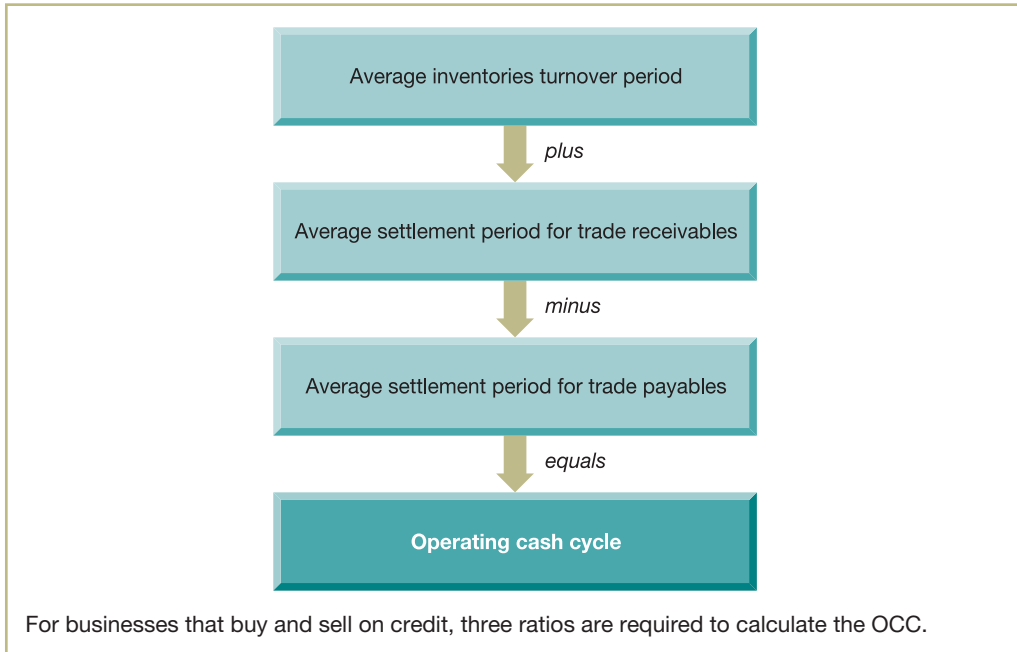 Average inventories turnover period
plus
Average settlement period for trade receivables
minus
Average settlement period for trade payables
equals
Operating cash cycle
For businesses that buy and sell on credit, three ratios are required to calculate the OCC.